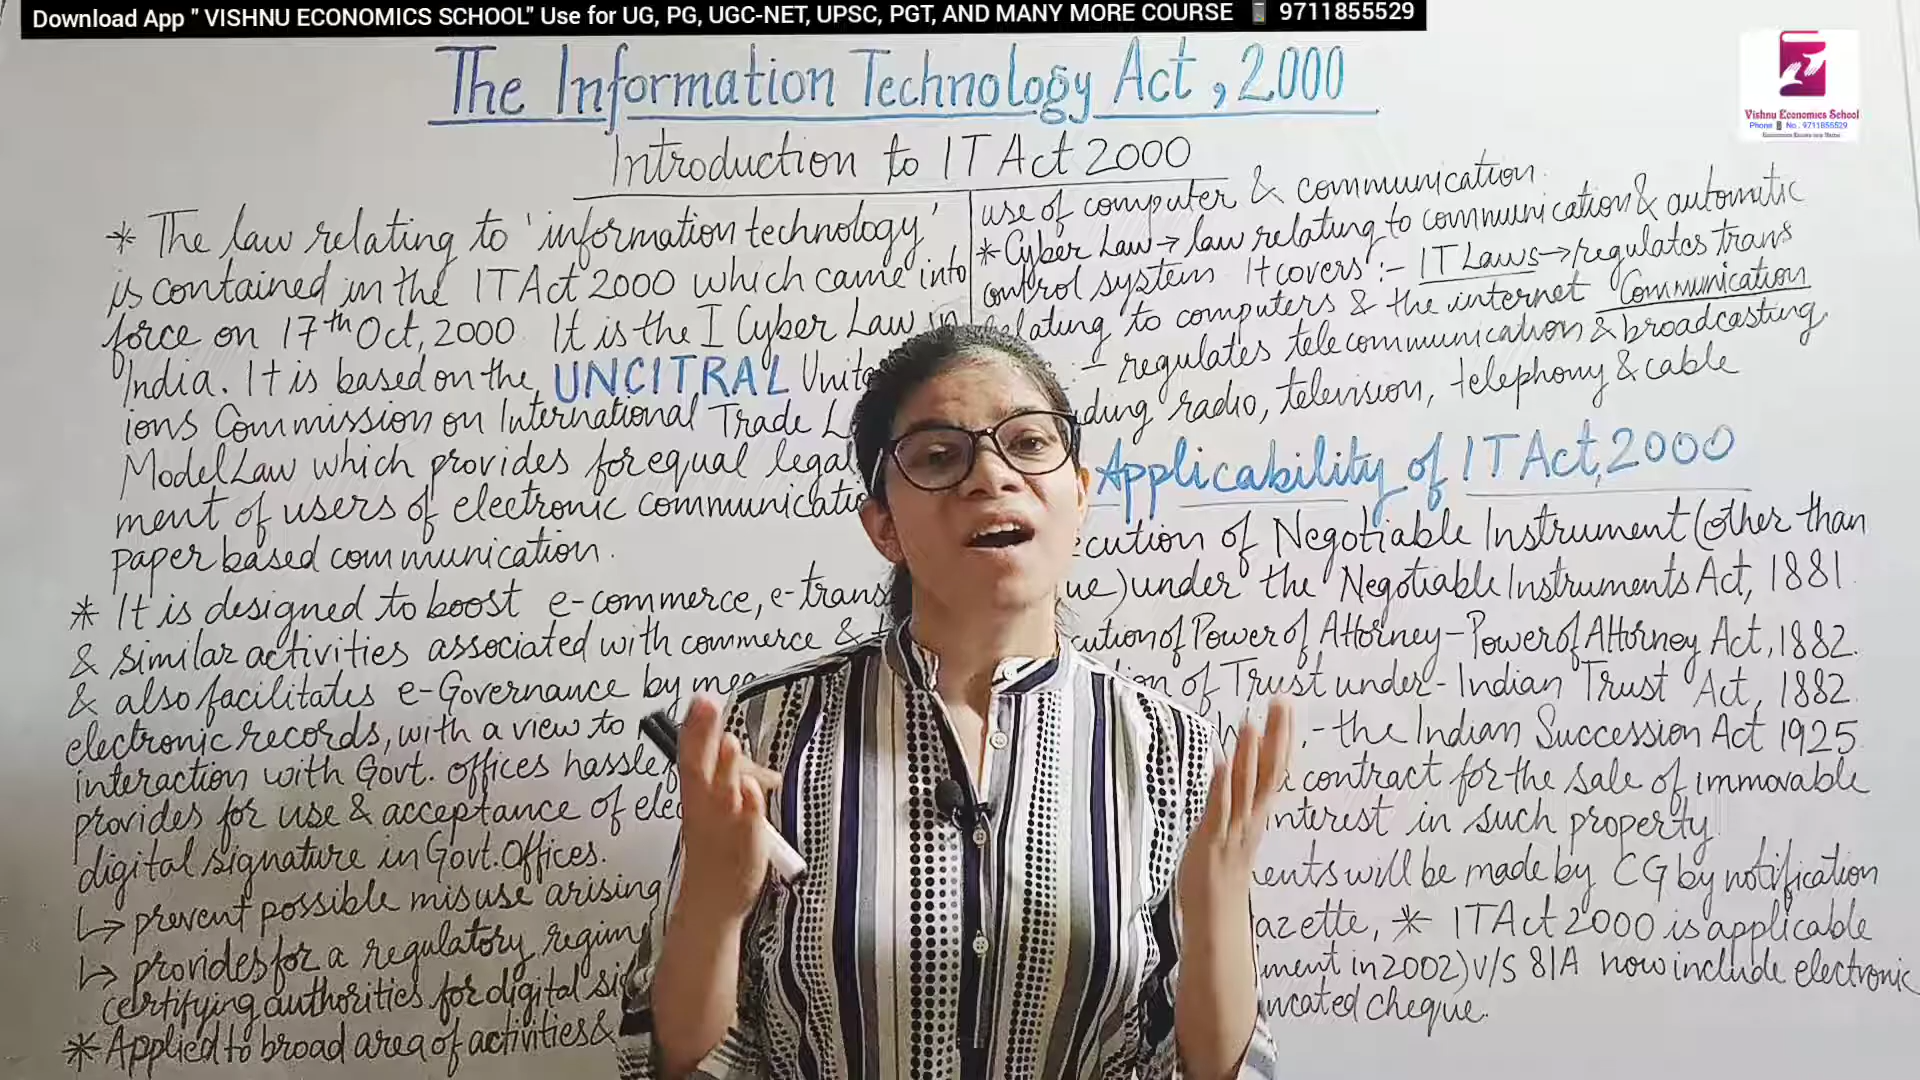 Download App " VISHNU ECONOMICS SCHOOL" Use for UG, PG, UGC-NET, UPSC, PGT, AND MANY MORE COURSE 9711855529
Vishnu Economics School
Phone No. 9711855529
The Information Technology Act, 2000
Introduction to IT Act 2000
* The law relating to 'information technology'
is contained in the IT Act 2000 which came into
force on 17th Oct, 2000. It is the I Cyber Law in
India. It is based on the UNCITRAL
ions Commission on International Trade
Model Law which provides for equal legal
ment of users of electronic
paper based communication.
* It is designed to boost e-commerce,
& similar activities associated with commerce &
& also facilitates e-Governance by
electronic records, with a view to
interaction with Govt. offices
provides for use & acceptance of
digital signature in Govt. Offices.
↳ prevent possible misuse arising
↳ provides for a regulatory
certifying authorities for digital
* Applied to broad area of activities &
use of computer & communication.
* Cyber Law → law relating to communication & automatic
control system It covers :- IT Laws → regulates trans
relating to computers & the internet Communication
:- regulates telecommunication & broadcasting
radio, television, telephony & cable
Applicability of IT Act, 2000
of Negotiable Instrument (other than
) under the Negotiable Instruments Act, 1881
of Power of Attorney - Power of Attorney Act, 1882.
of Trust under - Indian Trust Act, 1882
,- the Indian Succession Act 1925
contract for the sale of immovable
interest in such property
will be made by CG by notification
* IT Act 2000 is applicable
in 2002) v/s 81A now include electronic
cheque.